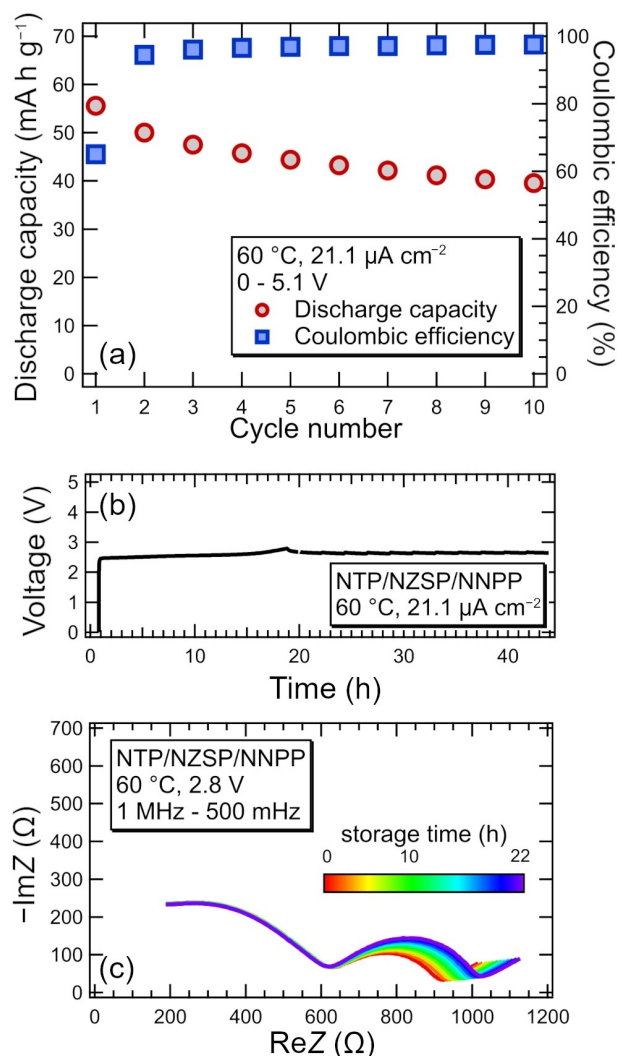 Discharge capacity (mA h g⁻¹)
70
60
50
40
30
20
10
0
100
80
60
40
20
0
Coulombic efficiency (%)
60 °C, 21.1 µA cm⁻²
0 - 5.1 V
Discharge capacity
Coulombic efficiency
(a)
1 2 3 4 5 6 7 8 9 10
Cycle number
(b)
Voltage (V)
5
4
3
2
1
0
NTP/NZSP/NNPP
60 °C, 21.1 µA cm⁻²
0 10 20 30 40
Time (h)
−ImZ (Ω)
700
600
500
400
300
200
100
0
NTP/NZSP/NNPP
60 °C, 2.8 V
1 MHz - 500 mHz
storage time (h)
0 10 22
(c)
0 200 400 600 800 1000 1200
ReZ (Ω)